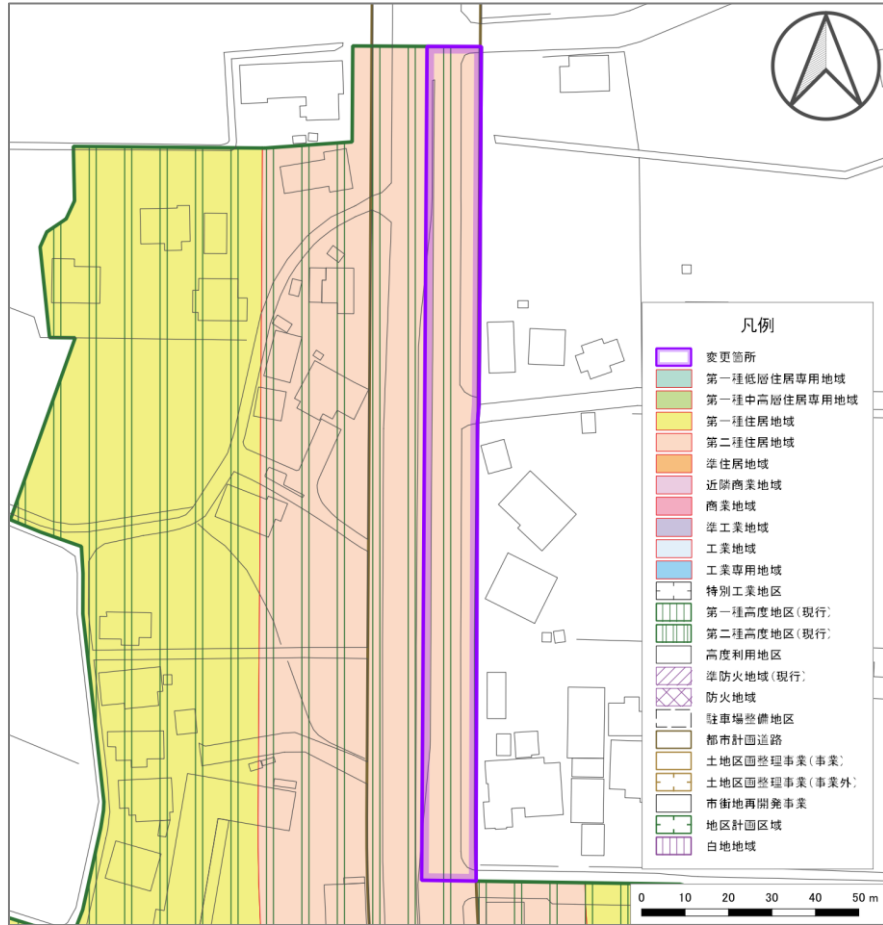 凡例
変更箇所
第一種低層住居専用地域
第一種中高層住居専用地域
第一種住居地域
第二種住居地域
準住居地域
近隣商業地域
商業地域
準工業地域
工業地域
工業専用地域
特別工業地区
第一種高度地区(現行)
第二種高度地区(現行)
高度利用地区
準防火地域(現行)
防火地域
駐車場整備地区
都市計画道路
土地区画整理事業(事業)
土地区画整理事業(事業外)
市街地再開発事業
地区計画区域
白地地域
0 10 20 30 40 50 m